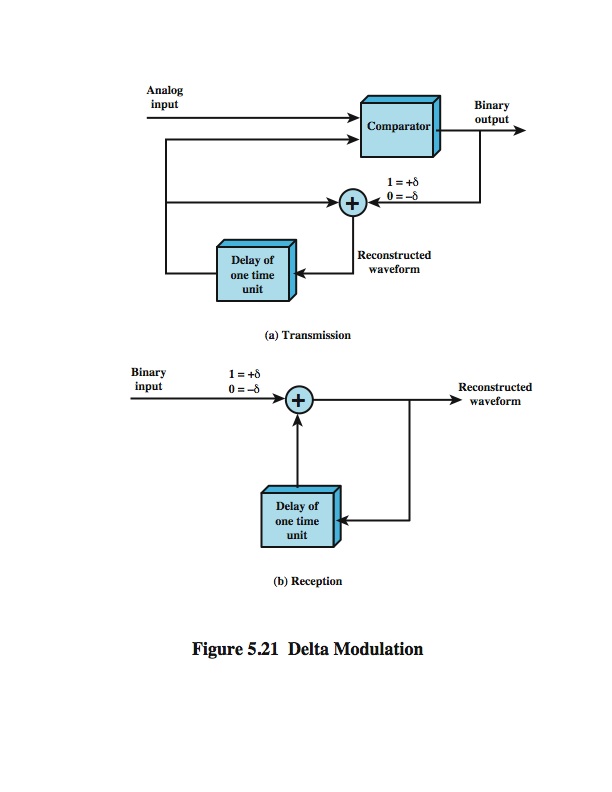 Analog
input
Comparator
Binary
output
1 = +δ
0 = –δ
+
Delay of
one time
unit
Reconstructed
waveform
(a) Transmission
Binary
input
1 = +δ
0 = –δ
+
Reconstructed
waveform
Delay of
one time
unit
(b) Reception
Figure 5.21 Delta Modulation